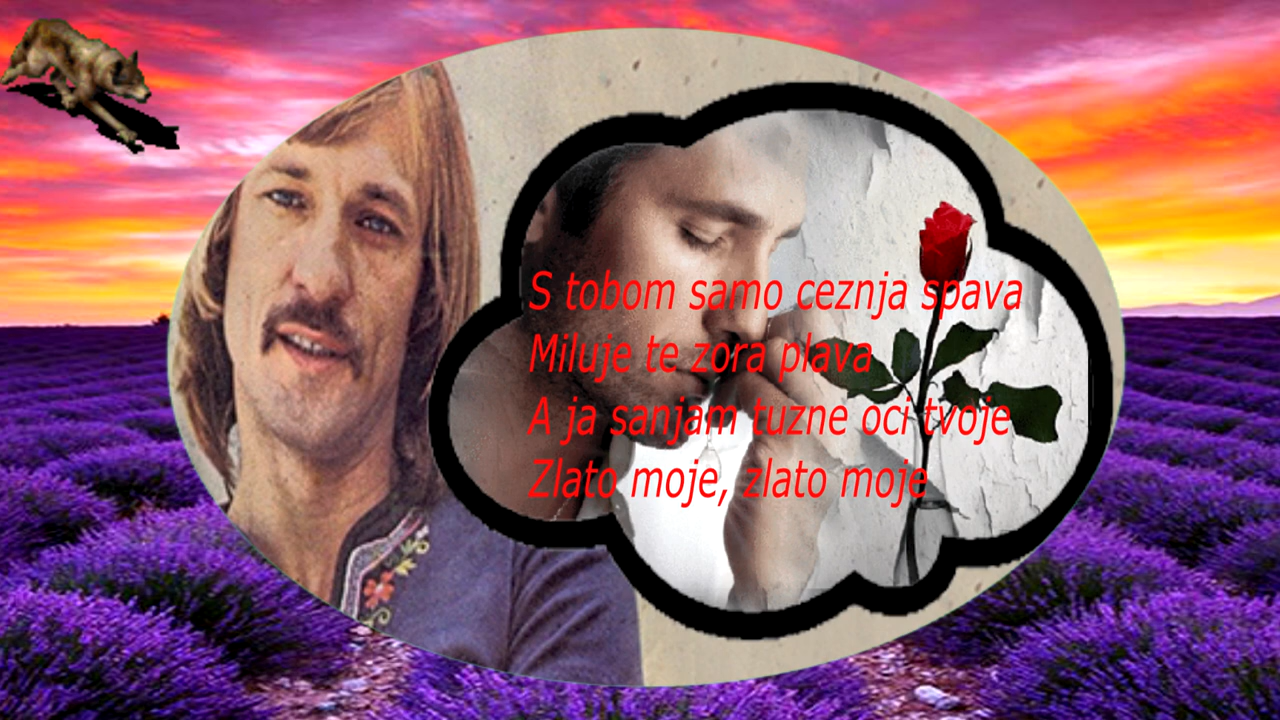 S tobom samo ceznja spava
Miluje te zora plava
A ja sanjam tuzne oci tvoje
Zlato moje, zlato moje